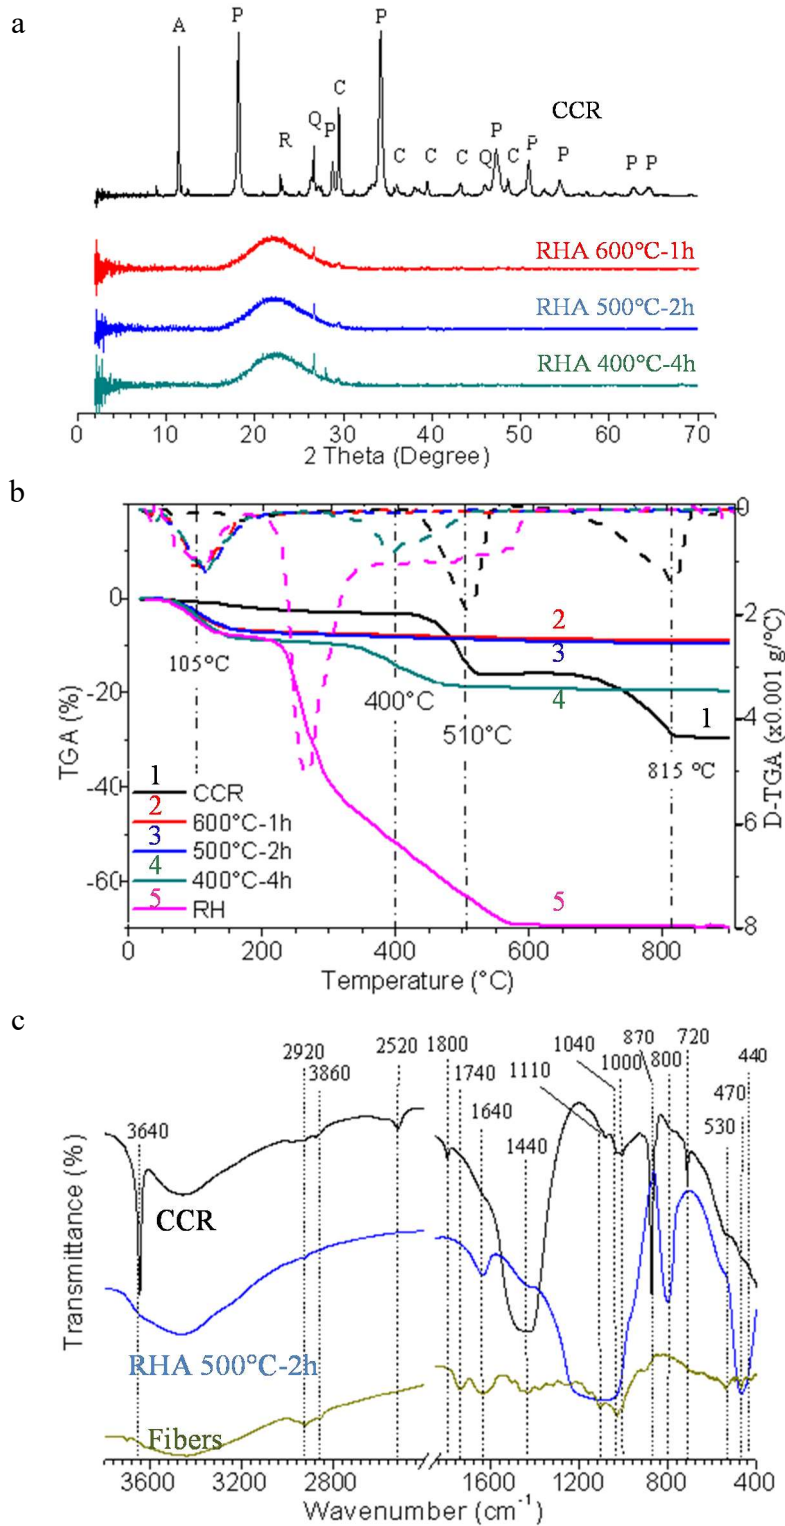 a
A P R Q P C P C C C Q P C P P P P
CCR
RHA 600°C-1h
RHA 500°C-2h
RHA 400°C-4h
0 10 20 30 40 50 60 70
2 Theta (Degree)
b
0 -20 -40 -60
TGA (%)
0 -2 -4 -6 -8
D-TGA (x0.001 g/°C)
105°C
400°C
510°C
815 °C
2
3
4
1
5
1 CCR
2 600°C-1h
3 500°C-2h
4 400°C-4h
5 RH
0 200 400 600 800
Temperature (°C)
c
3640 2920 3860 2520 1800 1740 1640 1440 1110 1040 1000 870 800 720 530 470 440
CCR
RHA 500°C-2h
Fibers
Transmittance (%)
3600 2800 1600 1200 800 400
Wavenumber (cm⁻¹)